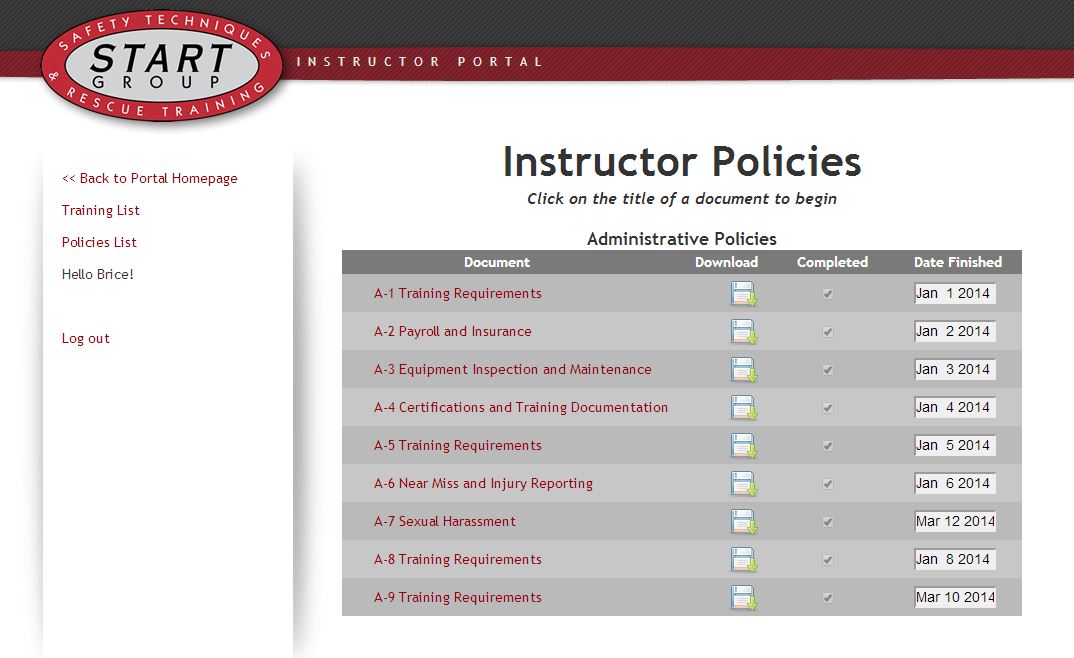 SAFETY TECHNIQUES
START
GROUP
& RESCUE TRAINING
INSTRUCTOR PORTAL
<< Back to Portal Homepage
Training List
Policies List
Hello Brice!
Log out
Instructor Policies
Click on the title of a document to begin
Administrative Policies
Document Download Completed Date Finished
A-1 Training Requirements Jan 1 2014
A-2 Payroll and Insurance Jan 2 2014
A-3 Equipment Inspection and Maintenance Jan 3 2014
A-4 Certifications and Training Documentation Jan 4 2014
A-5 Training Requirements Jan 5 2014
A-6 Near Miss and Injury Reporting Jan 6 2014
A-7 Sexual Harassment Mar 12 2014
A-8 Training Requirements Jan 8 2014
A-9 Training Requirements Mar 10 2014